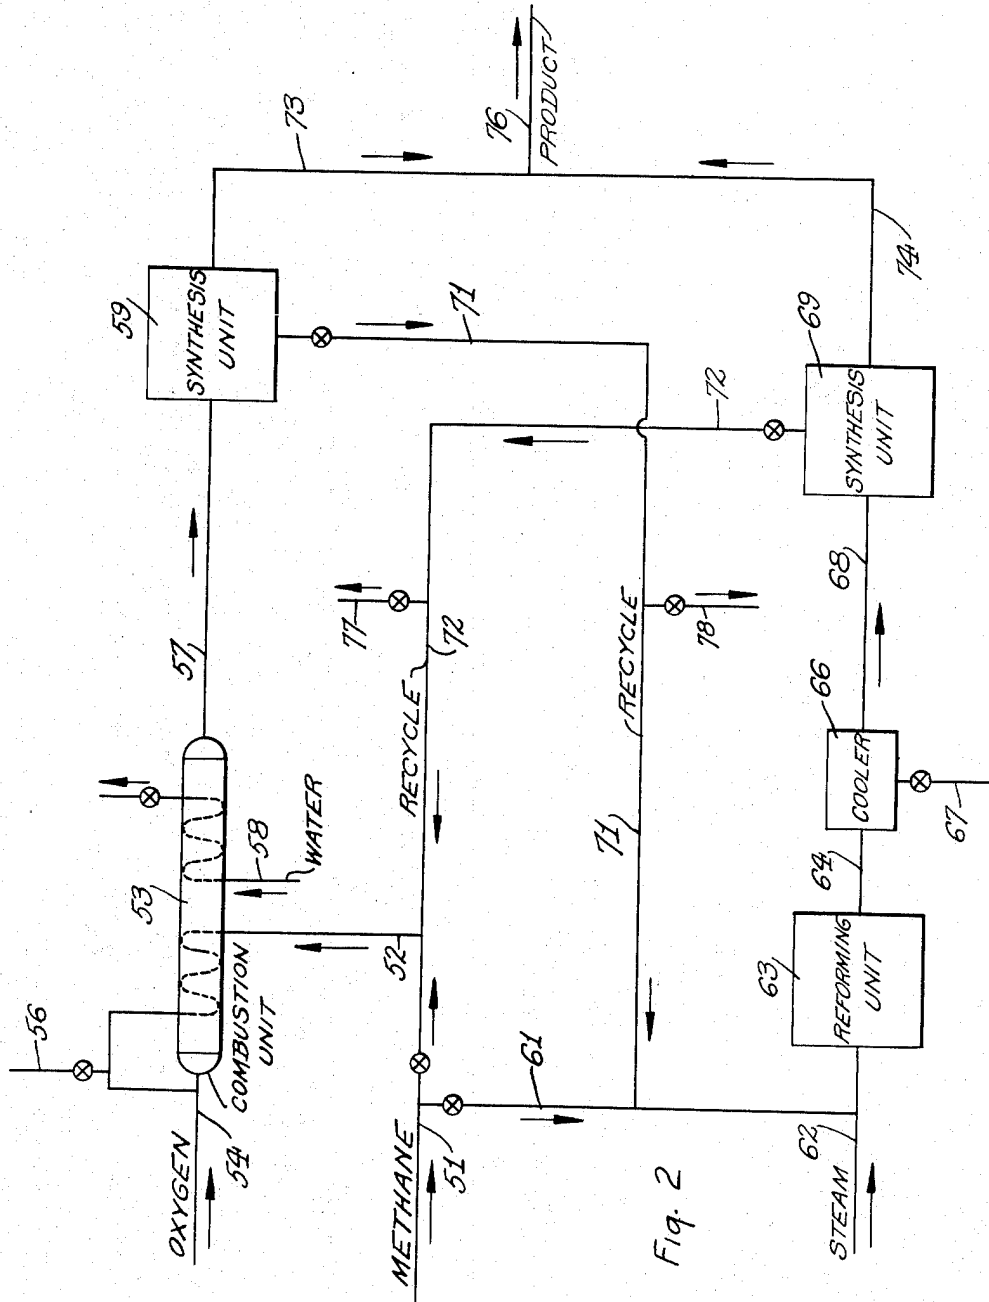 OXYGEN
54
56
COMBUSTION
UNIT
53
58
WATER
57
59
SYNTHESIS
UNIT
73
76
PRODUCT
METHANE
51
52
RECYCLE
72
77
72
71
61
71
RECYCLE
78
STEAM
62
63
REFORMING
UNIT
64
66
COOLER
67
68
69
SYNTHESIS
UNIT
74
Fig. 2